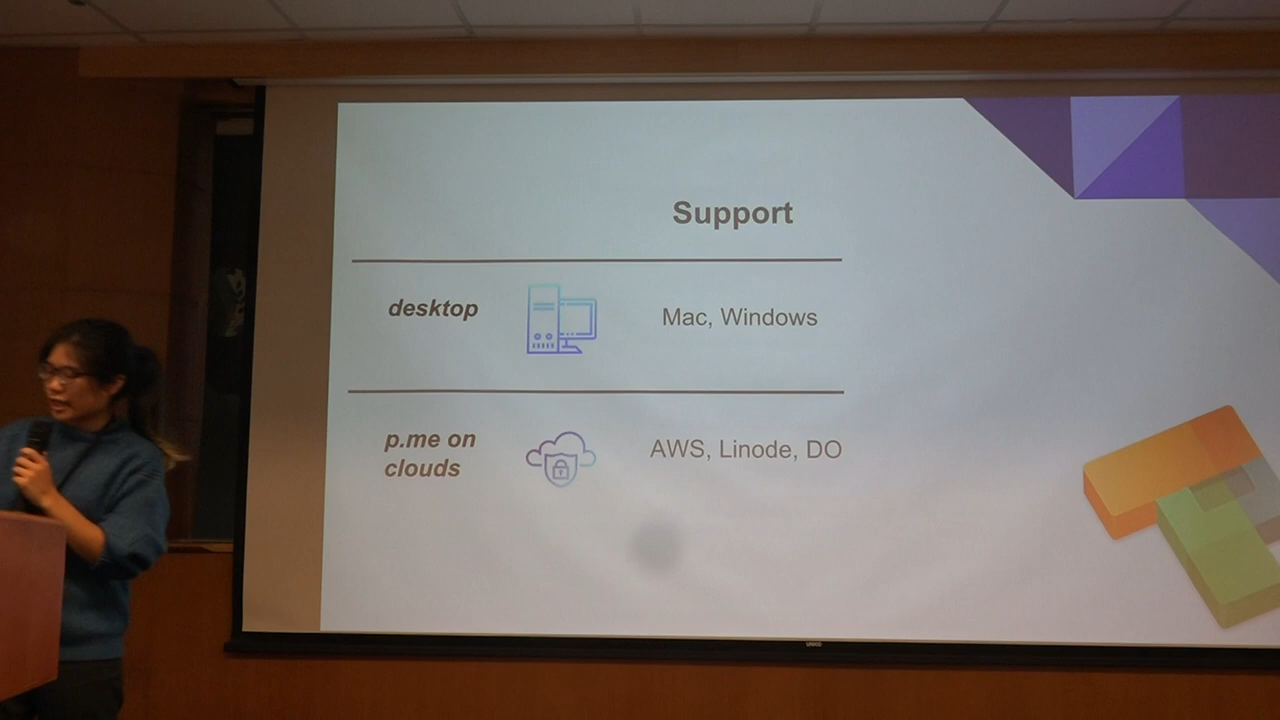 Support
desktop
Mac, Windows
p.me on
clouds
AWS, Linode, DO